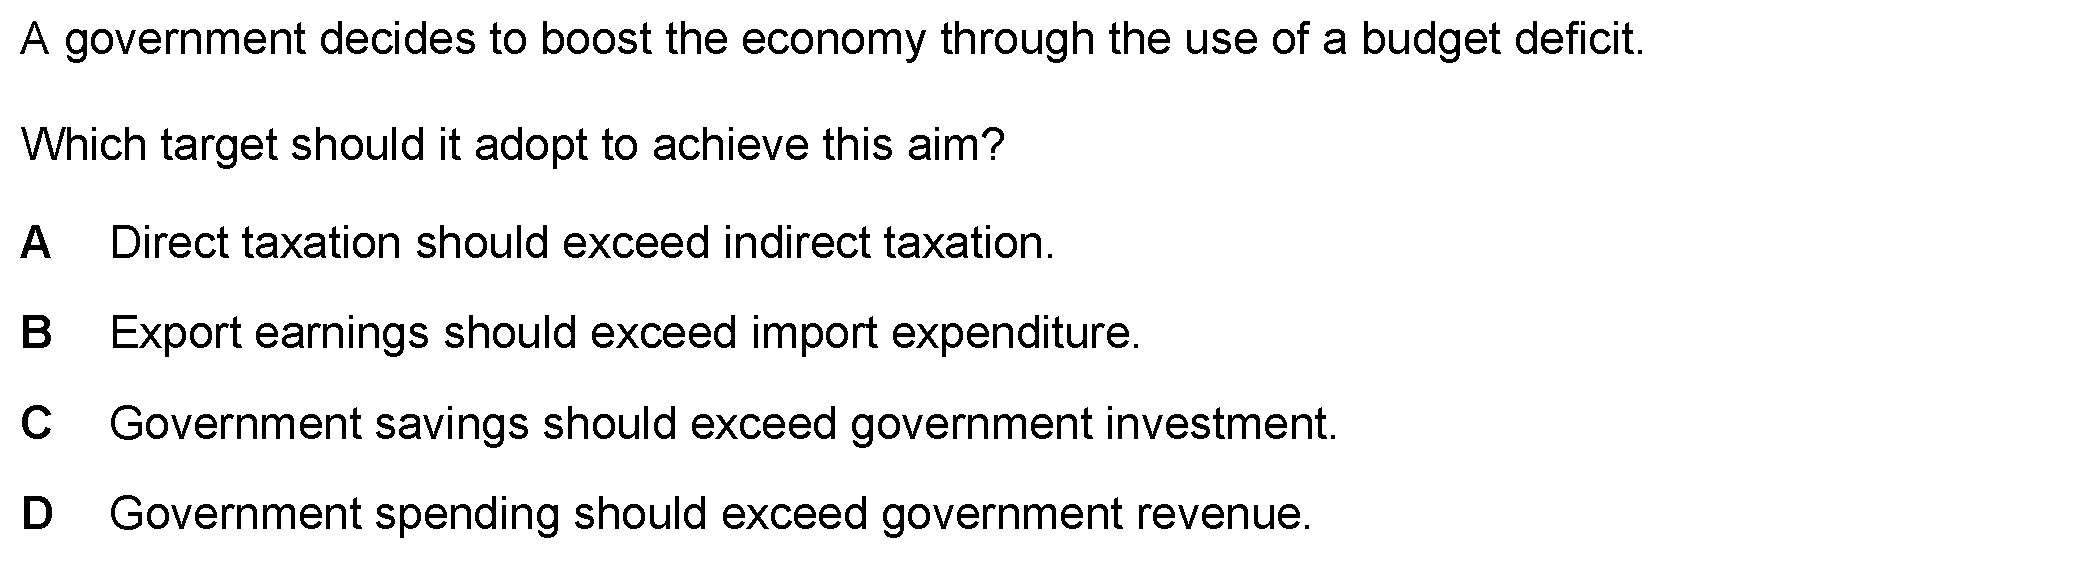 A government decides to boost the economy through the use of a budget deficit.
Which target should it adopt to achieve this aim?
A Direct taxation should exceed indirect taxation.
B Export earnings should exceed import expenditure.
C Government savings should exceed government investment.
D Government spending should exceed government revenue.